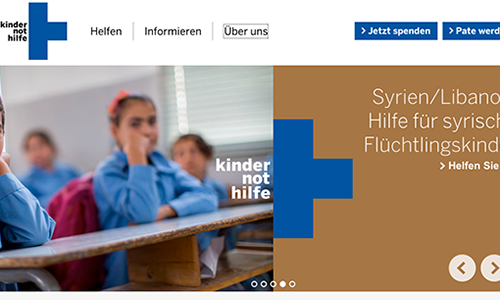 kinder
not
hilfe
Helfen
Informieren
Über uns
> Jetzt spenden
> Pate werd
kinder
not
hilfe
Syrien/Libano
Hilfe für syrisch
Flüchtlingskind
> Helfen Sie